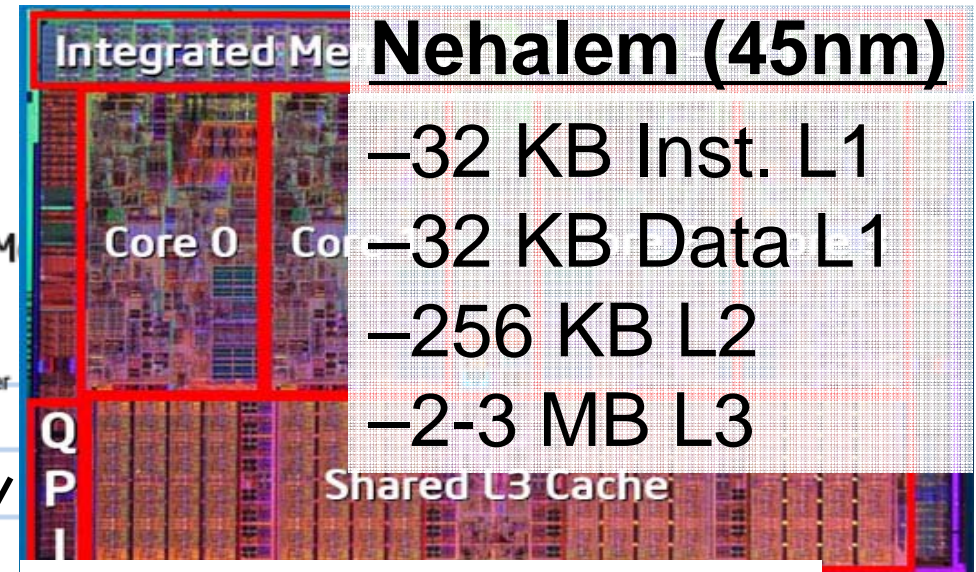 Integrated Me
Nehalem (45nm)
–32 KB Inst. L1
–32 KB Data L1
–256 KB L2
–2-3 MB L3
Core 0
Cor
Shared L3 Cache
Q
P
I